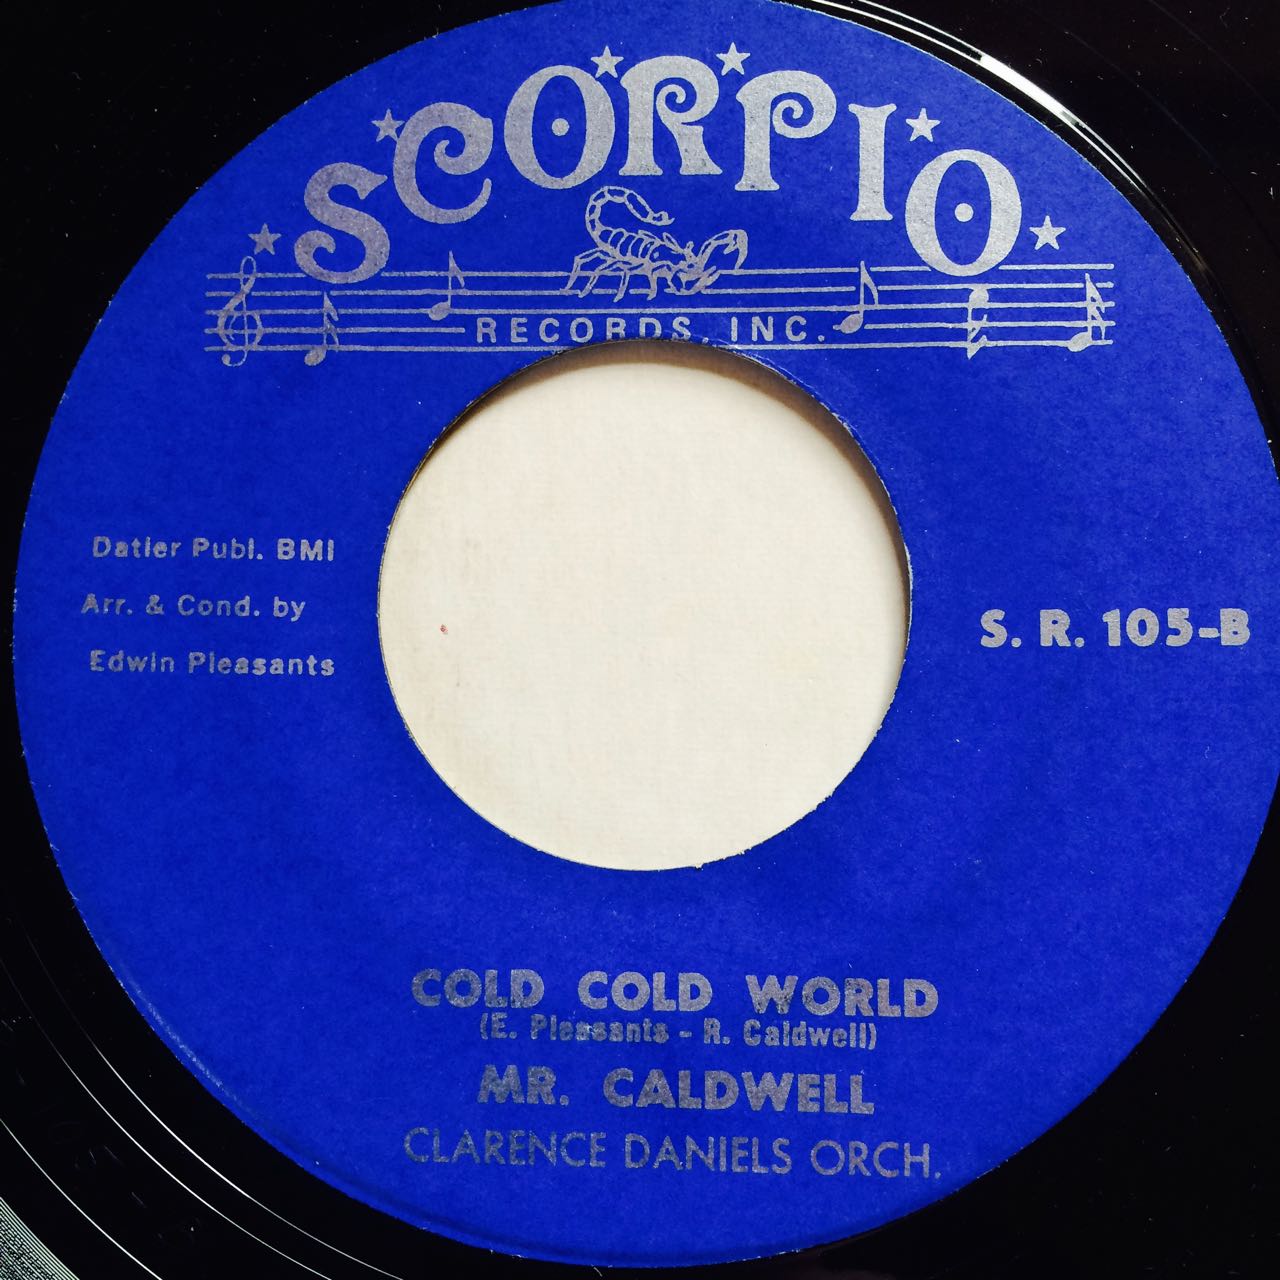 SCORPIO
RECORDS, INC.
Datler Publ. BMI
Arr. & Cond. by
Edwin Pleasants
S. R. 105-B
COLD COLD WORLD
(E. Pleasants - R. Caldwell)
MR. CALDWELL
CLARENCE DANIELS ORCH.